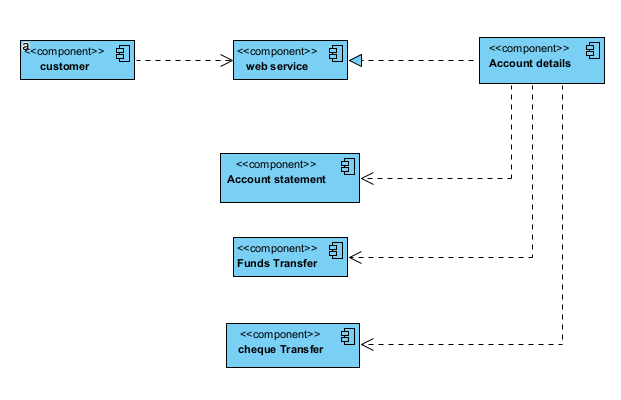 a
<<component>>
customer
<<component>>
web service
<<component>>
Account details
<<component>>
Account statement
<<component>>
Funds Transfer
<<component>>
cheque Transfer